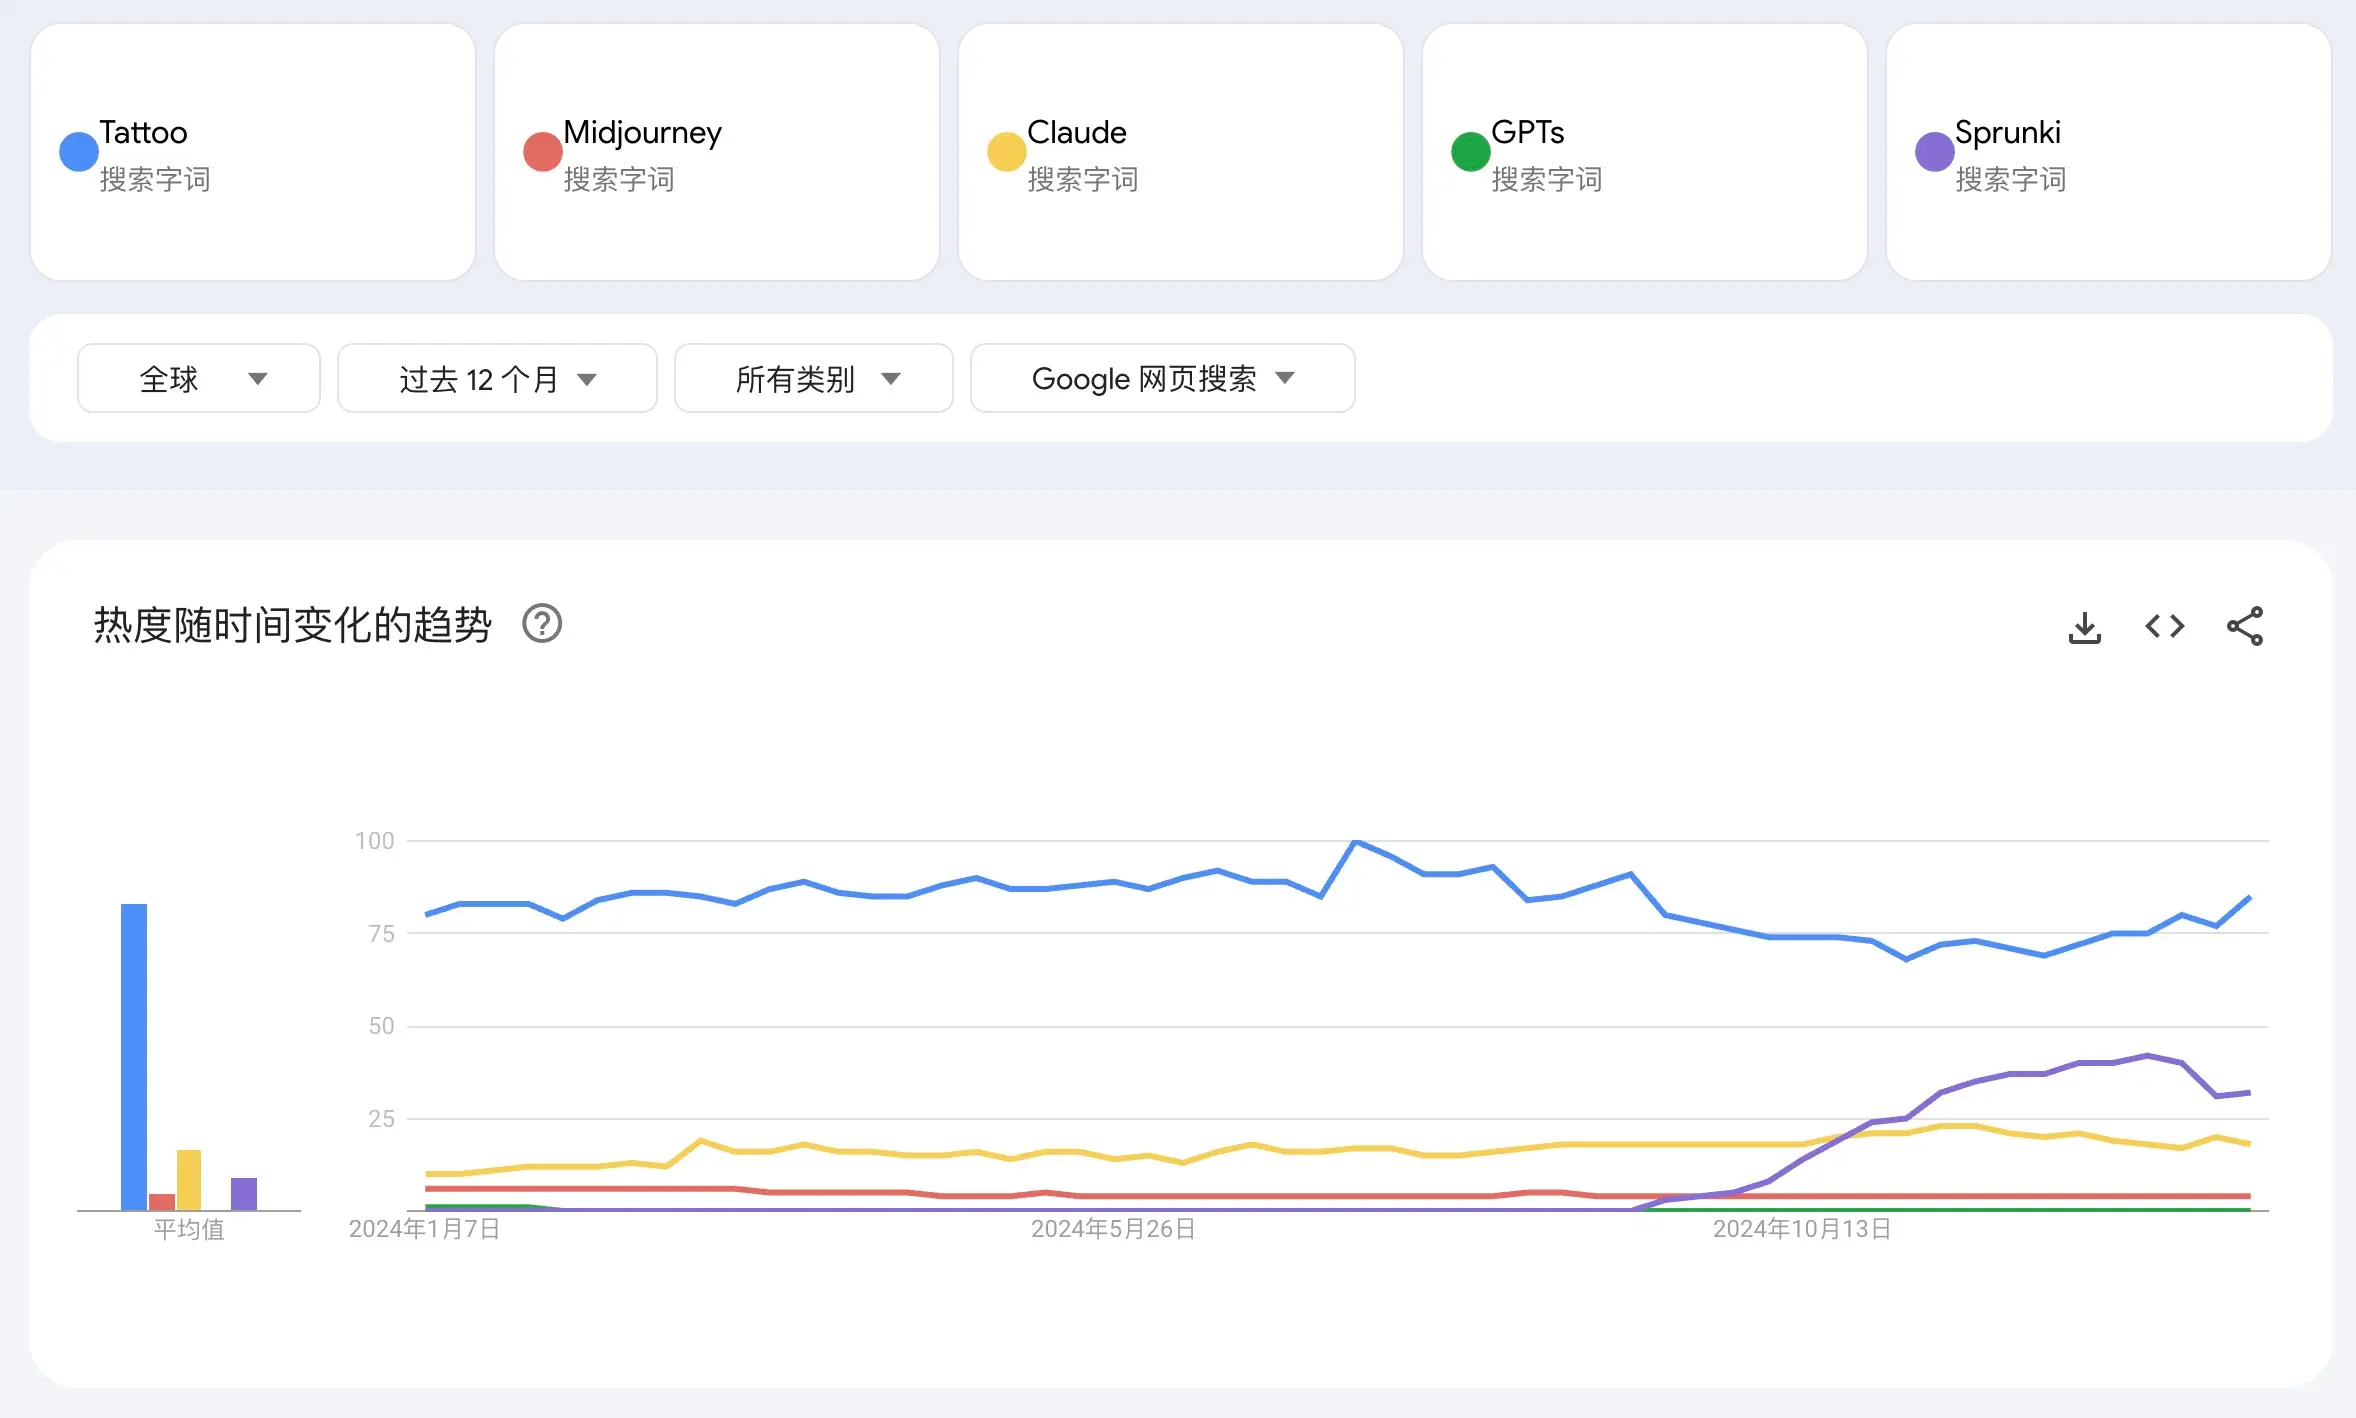 Tattoo
搜索字词
Midjourney
搜索字词
Claude
搜索字词
GPTs
搜索字词
Sprunki
搜索字词
全球
过去 12 个月
所有类别
Google 网页搜索
热度随时间变化的趋势
?
100
75
50
25
平均值
2024年1月7日
2024年5月26日
2024年10月13日